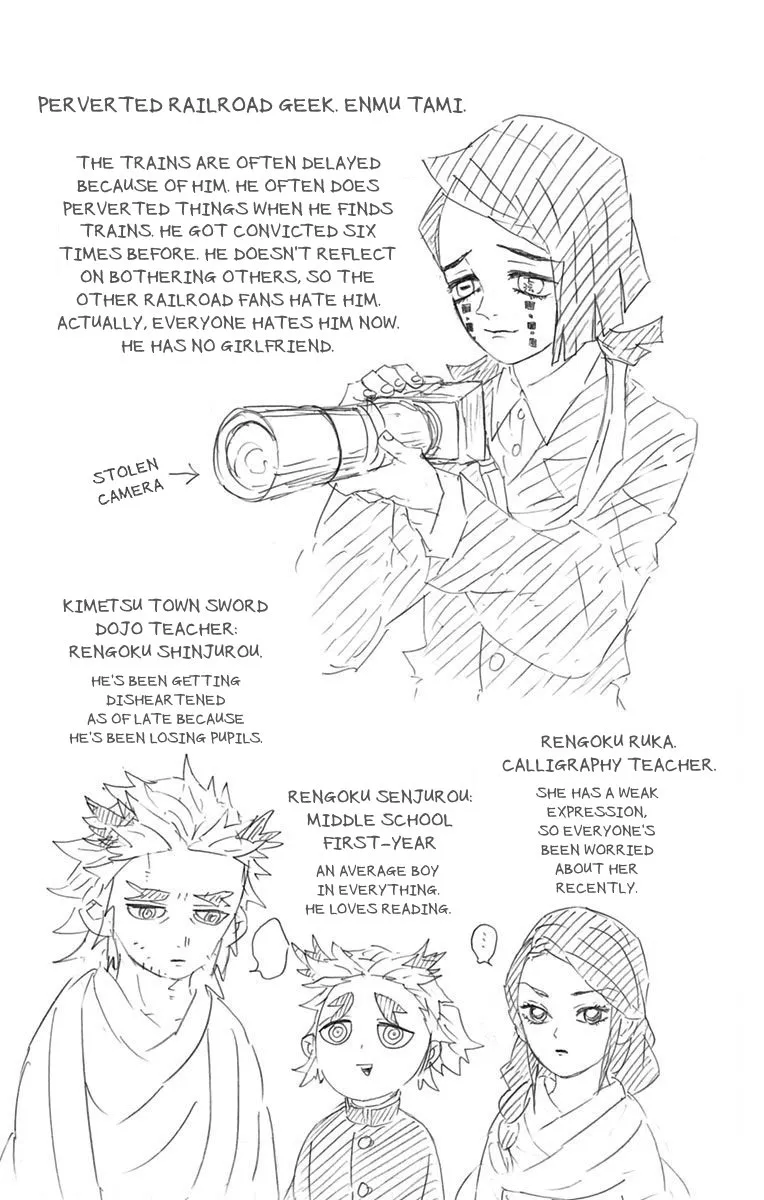 PERVERTED RAILROAD GEEK. ENMU TAMI.
THE TRAINS ARE OFTEN DELAYED
BECAUSE OF HIM. HE OFTEN DOES
PERVERTED THINGS WHEN HE FINDS
TRAINS. HE GOT CONVICTED SIX
TIMES BEFORE. HE DOESN'T REFLECT
ON BOTHERING OTHERS, SO THE
OTHER RAILROAD FANS HATE HIM.
ACTUALLY, EVERYONE HATES HIM NOW.
HE HAS NO GIRLFRIEND.
STOLEN
CAMERA
KIMETSU TOWN SWORD
DOJO TEACHER:
RENGOKU SHINJUROU.
HE'S BEEN GETTING
DISHEARTENED
AS OF LATE BECAUSE
HE'S BEEN LOSING PUPILS.
RENGOKU SENJUROU:
MIDDLE SCHOOL
FIRST-YEAR
AN AVERAGE BOY
IN EVERYTHING.
HE LOVES READING.
RENGOKU RUKA.
CALLIGRAPHY TEACHER.
SHE HAS A WEAK
EXPRESSION,
SO EVERYONE'S
BEEN WORRIED
ABOUT HER
RECENTLY.
...